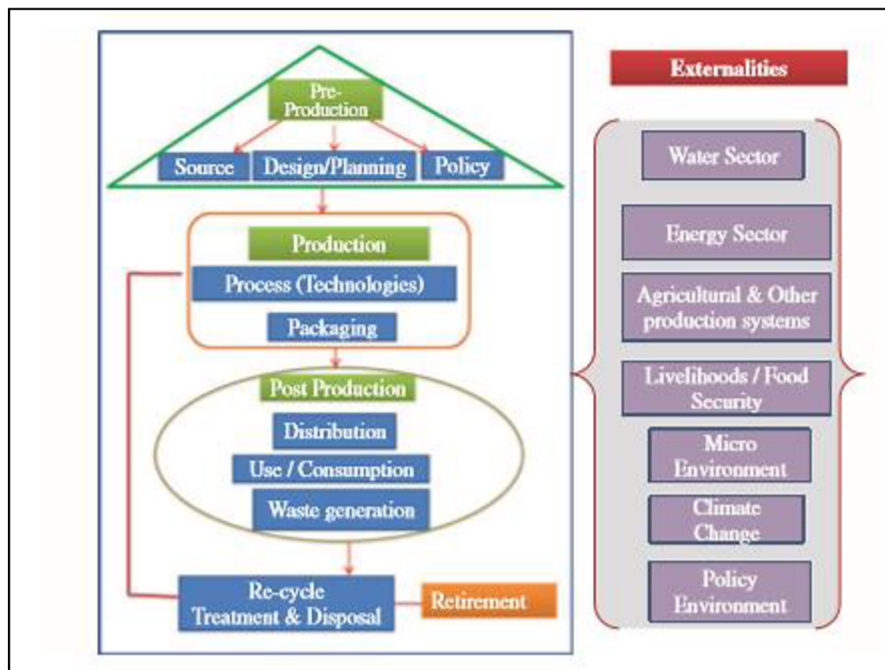 Pre-
Production
Source
Design/Planning
Policy
Production
Process (Technologies)
Packaging
Post Production
Distribution
Use / Consumption
Waste generation
Re-cycle
Treatment & Disposal
Retirement
Externalities
Water Sector
Energy Sector
Agricultural & Other
production systems
Livelihoods / Food
Security
Micro
Environment
Climate
Change
Policy
Environment